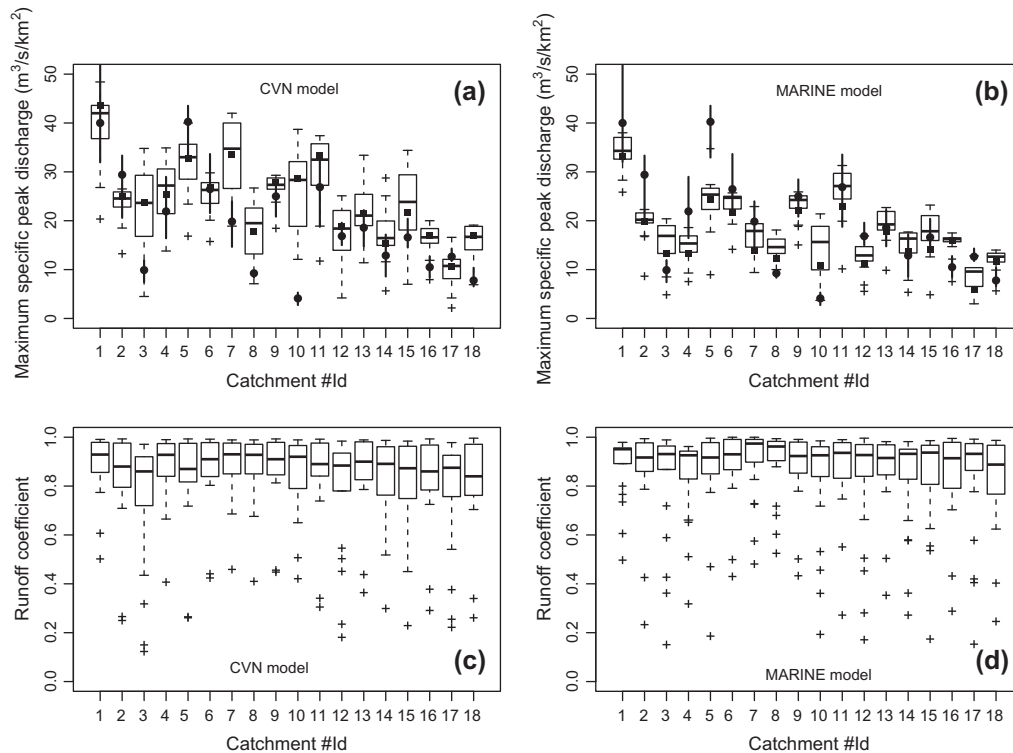 Maximum specific peak discharge (m³/s/km²)
50
40
30
20
10
0
CVN model
(a)
1 2 3 4 5 6 7 8 9 10 11 12 13 14 15 16 17 18
Catchment #Id
Maximum specific peak discharge (m³/s/km²)
50
40
30
20
10
0
MARINE model
(b)
1 2 3 4 5 6 7 8 9 10 11 12 13 14 15 16 17 18
Catchment #Id
Runoff coefficient
1.0
0.8
0.6
0.4
0.2
0.0
CVN model
(c)
1 2 3 4 5 6 7 8 9 10 11 12 13 14 15 16 17 18
Catchment #Id
Runoff coefficient
1.0
0.8
0.6
0.4
0.2
0.0
MARINE model
(d)
1 2 3 4 5 6 7 8 9 10 11 12 13 14 15 16 17 18
Catchment #Id